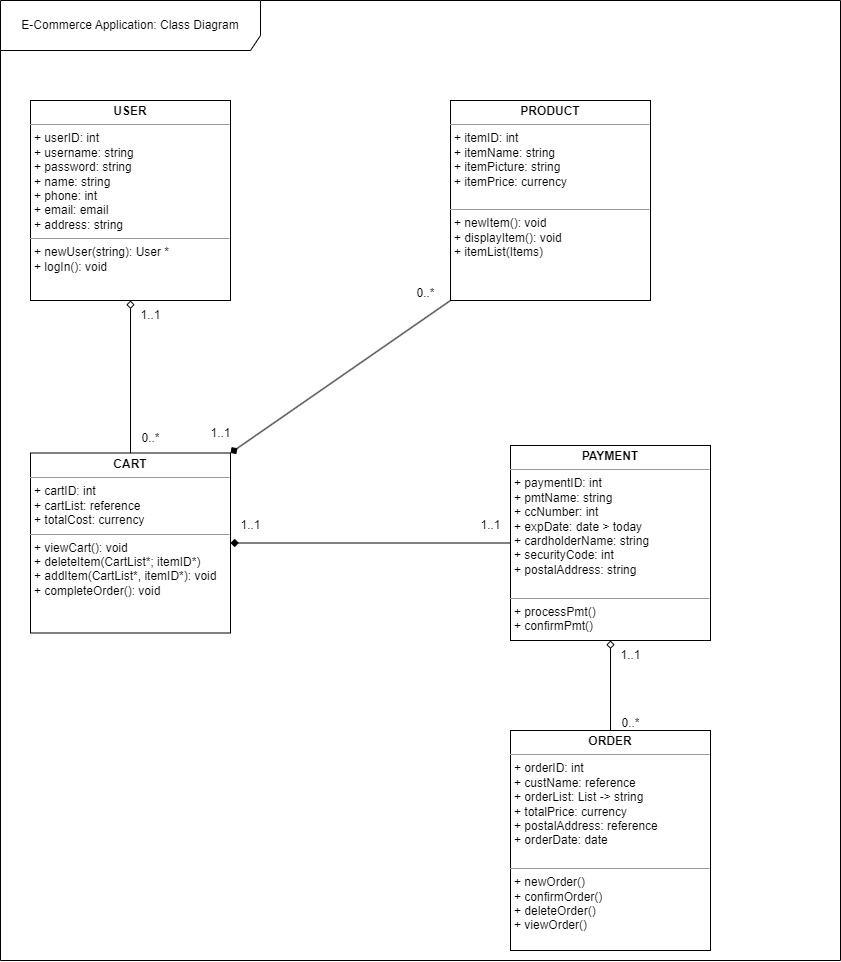 E-Commerce Application: Class Diagram
USER
+ userID: int
+ username: string
+ password: string
+ name: string
+ phone: int
+ email: email
+ address: string
+ newUser(string): User *
+ logIn(): void
1..1
0..*
PRODUCT
+ itemID: int
+ itemName: string
+ itemPicture: string
+ itemPrice: currency
+ newItem(): void
+ displayItem(): void
+ itemList(Items)
0..*
1..1
CART
+ cartID: int
+ cartList: reference
+ totalCost: currency
+ viewCart(): void
+ deleteItem(CartList*; itemID*)
+ addItem(CartList*, itemID*): void
+ completeOrder(): void
1..1
1..1
PAYMENT
+ paymentID: int
+ pmtName: string
+ ccNumber: int
+ expDate: date > today
+ cardholderName: string
+ securityCode: int
+ postalAddress: string
+ processPmt()
+ confirmPmt()
1..1
0..*
ORDER
+ orderID: int
+ custName: reference
+ orderList: List -> string
+ totalPrice: currency
+ postalAddress: reference
+ orderDate: date
+ newOrder()
+ confirmOrder()
+ deleteOrder()
+ viewOrder()